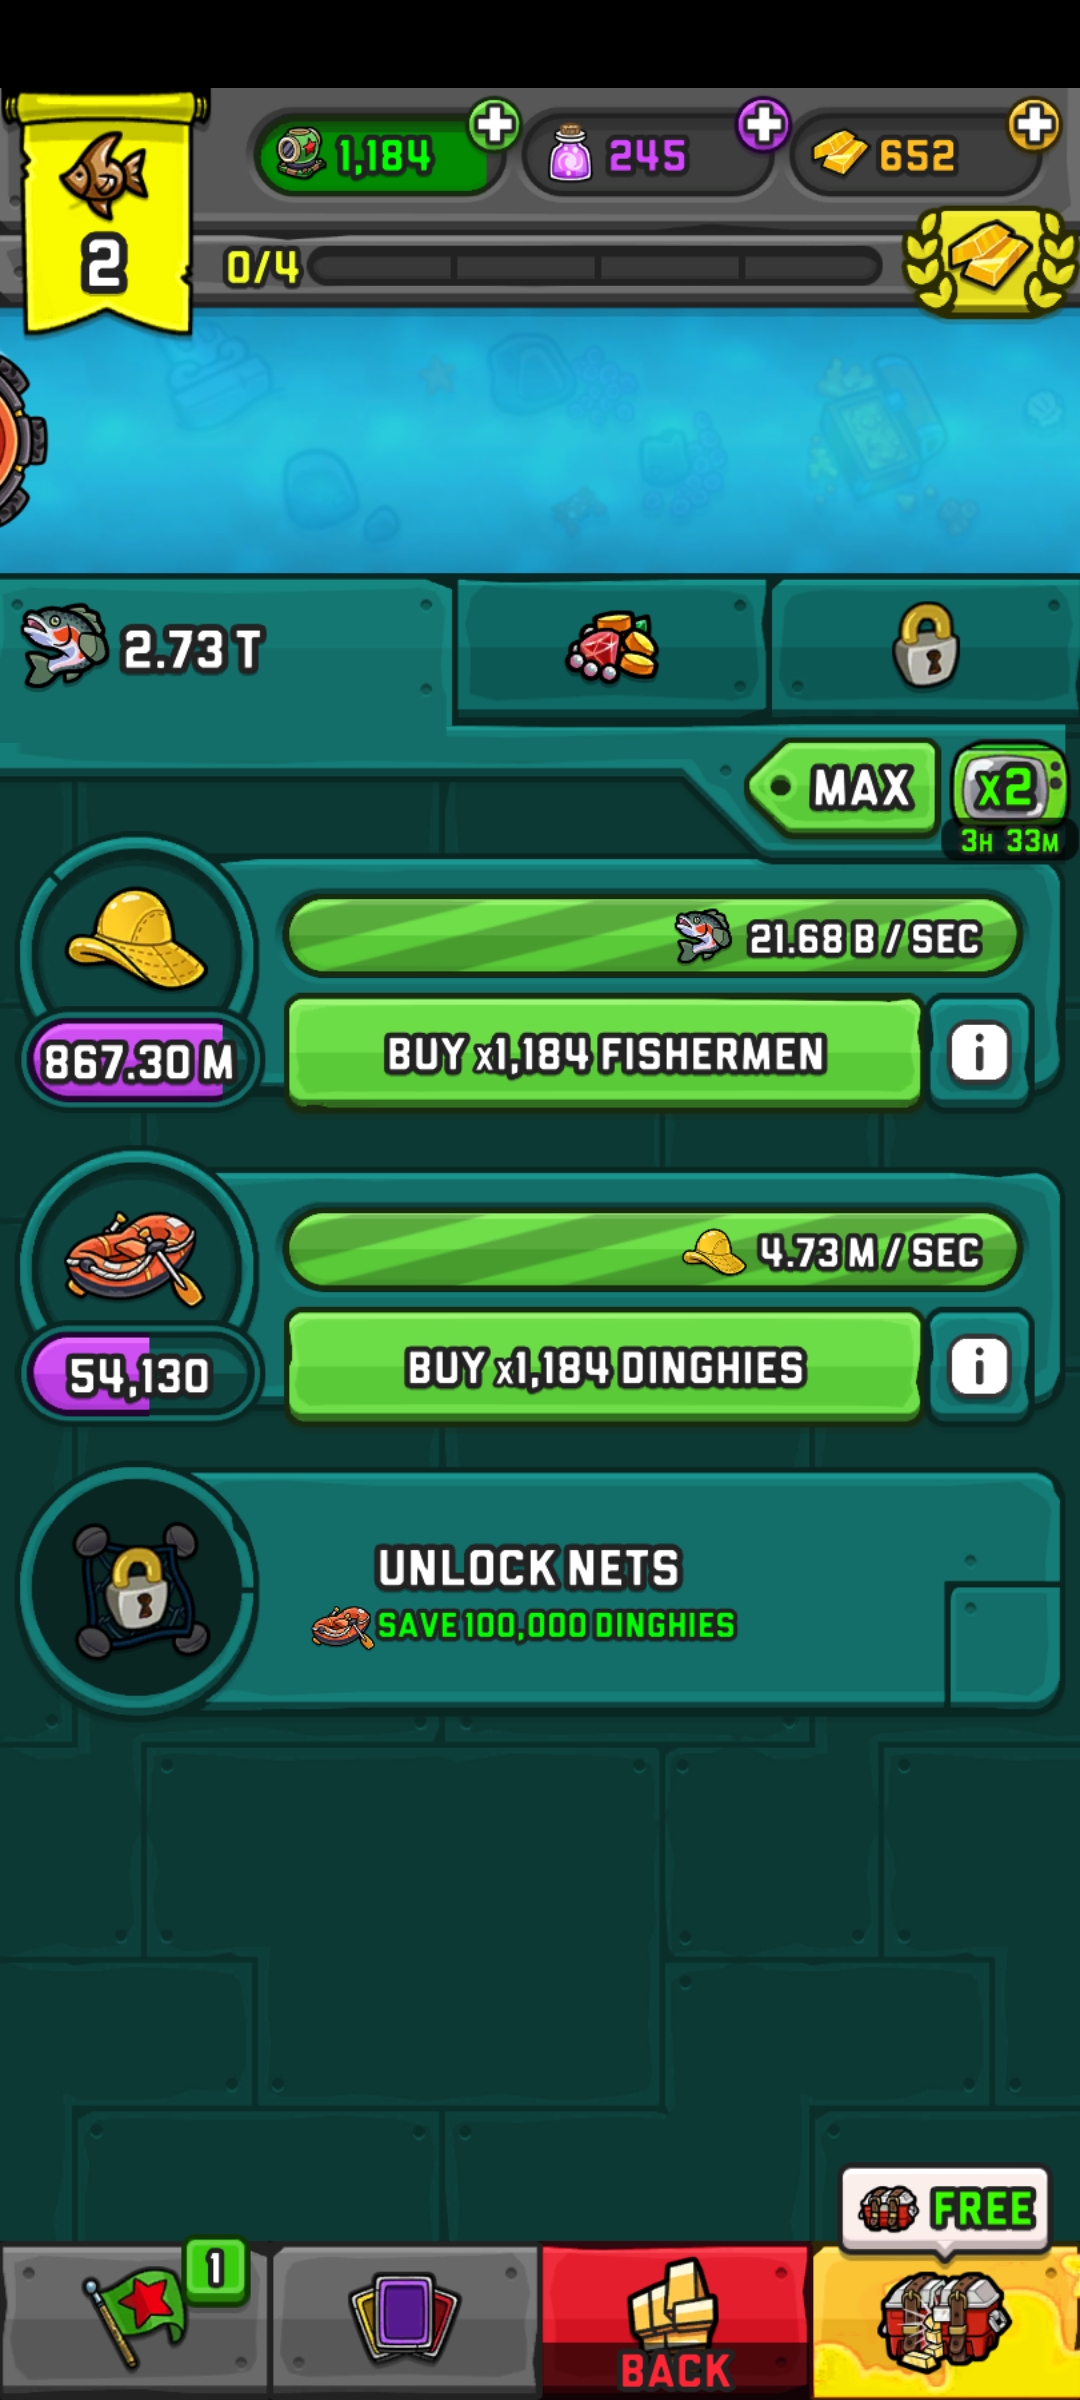 1,184
245
652
2
0/4
2.73 T
MAX
x2
3H 33M
21.68 B / SEC
867.30 M
BUY x1,184 FISHERMEN
i
4.73 M / SEC
54,130
BUY x1,184 DINGHIES
i
UNLOCK NETS
SAVE 100,000 DINGHIES
FREE
1
BACK